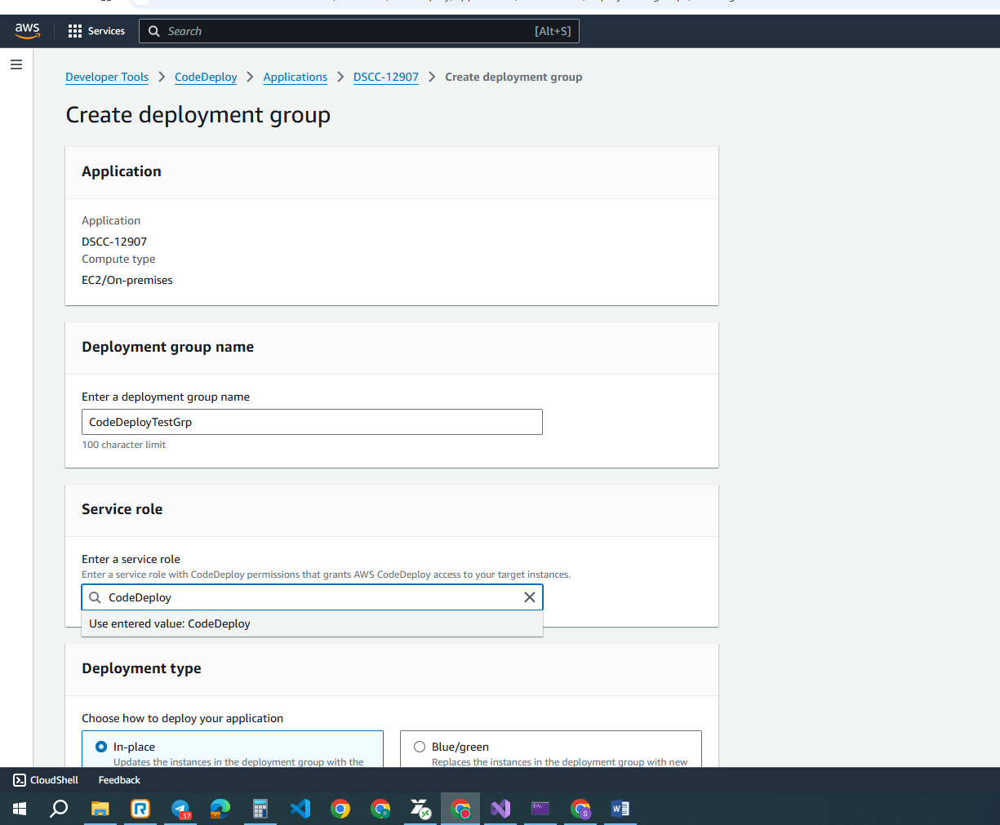 aws
Services
Search
[Alt+S]
Developer Tools > CodeDeploy > Applications > DSCC-12907 > Create deployment group
Create deployment group
Application
Application
DSCC-12907
Compute type
EC2/On-premises
Deployment group name
Enter a deployment group name
CodeDeployTestGrp
100 character limit
Service role
Enter a service role
Enter a service role with CodeDeploy permissions that grants AWS CodeDeploy access to your target instances.
CodeDeploy
Use entered value: CodeDeploy
Deployment type
Choose how to deploy your application
In-place
Updates the instances in the deployment group with the
Blue/green
Replaces the instances in the deployment group with new
CloudShell
Feedback
57